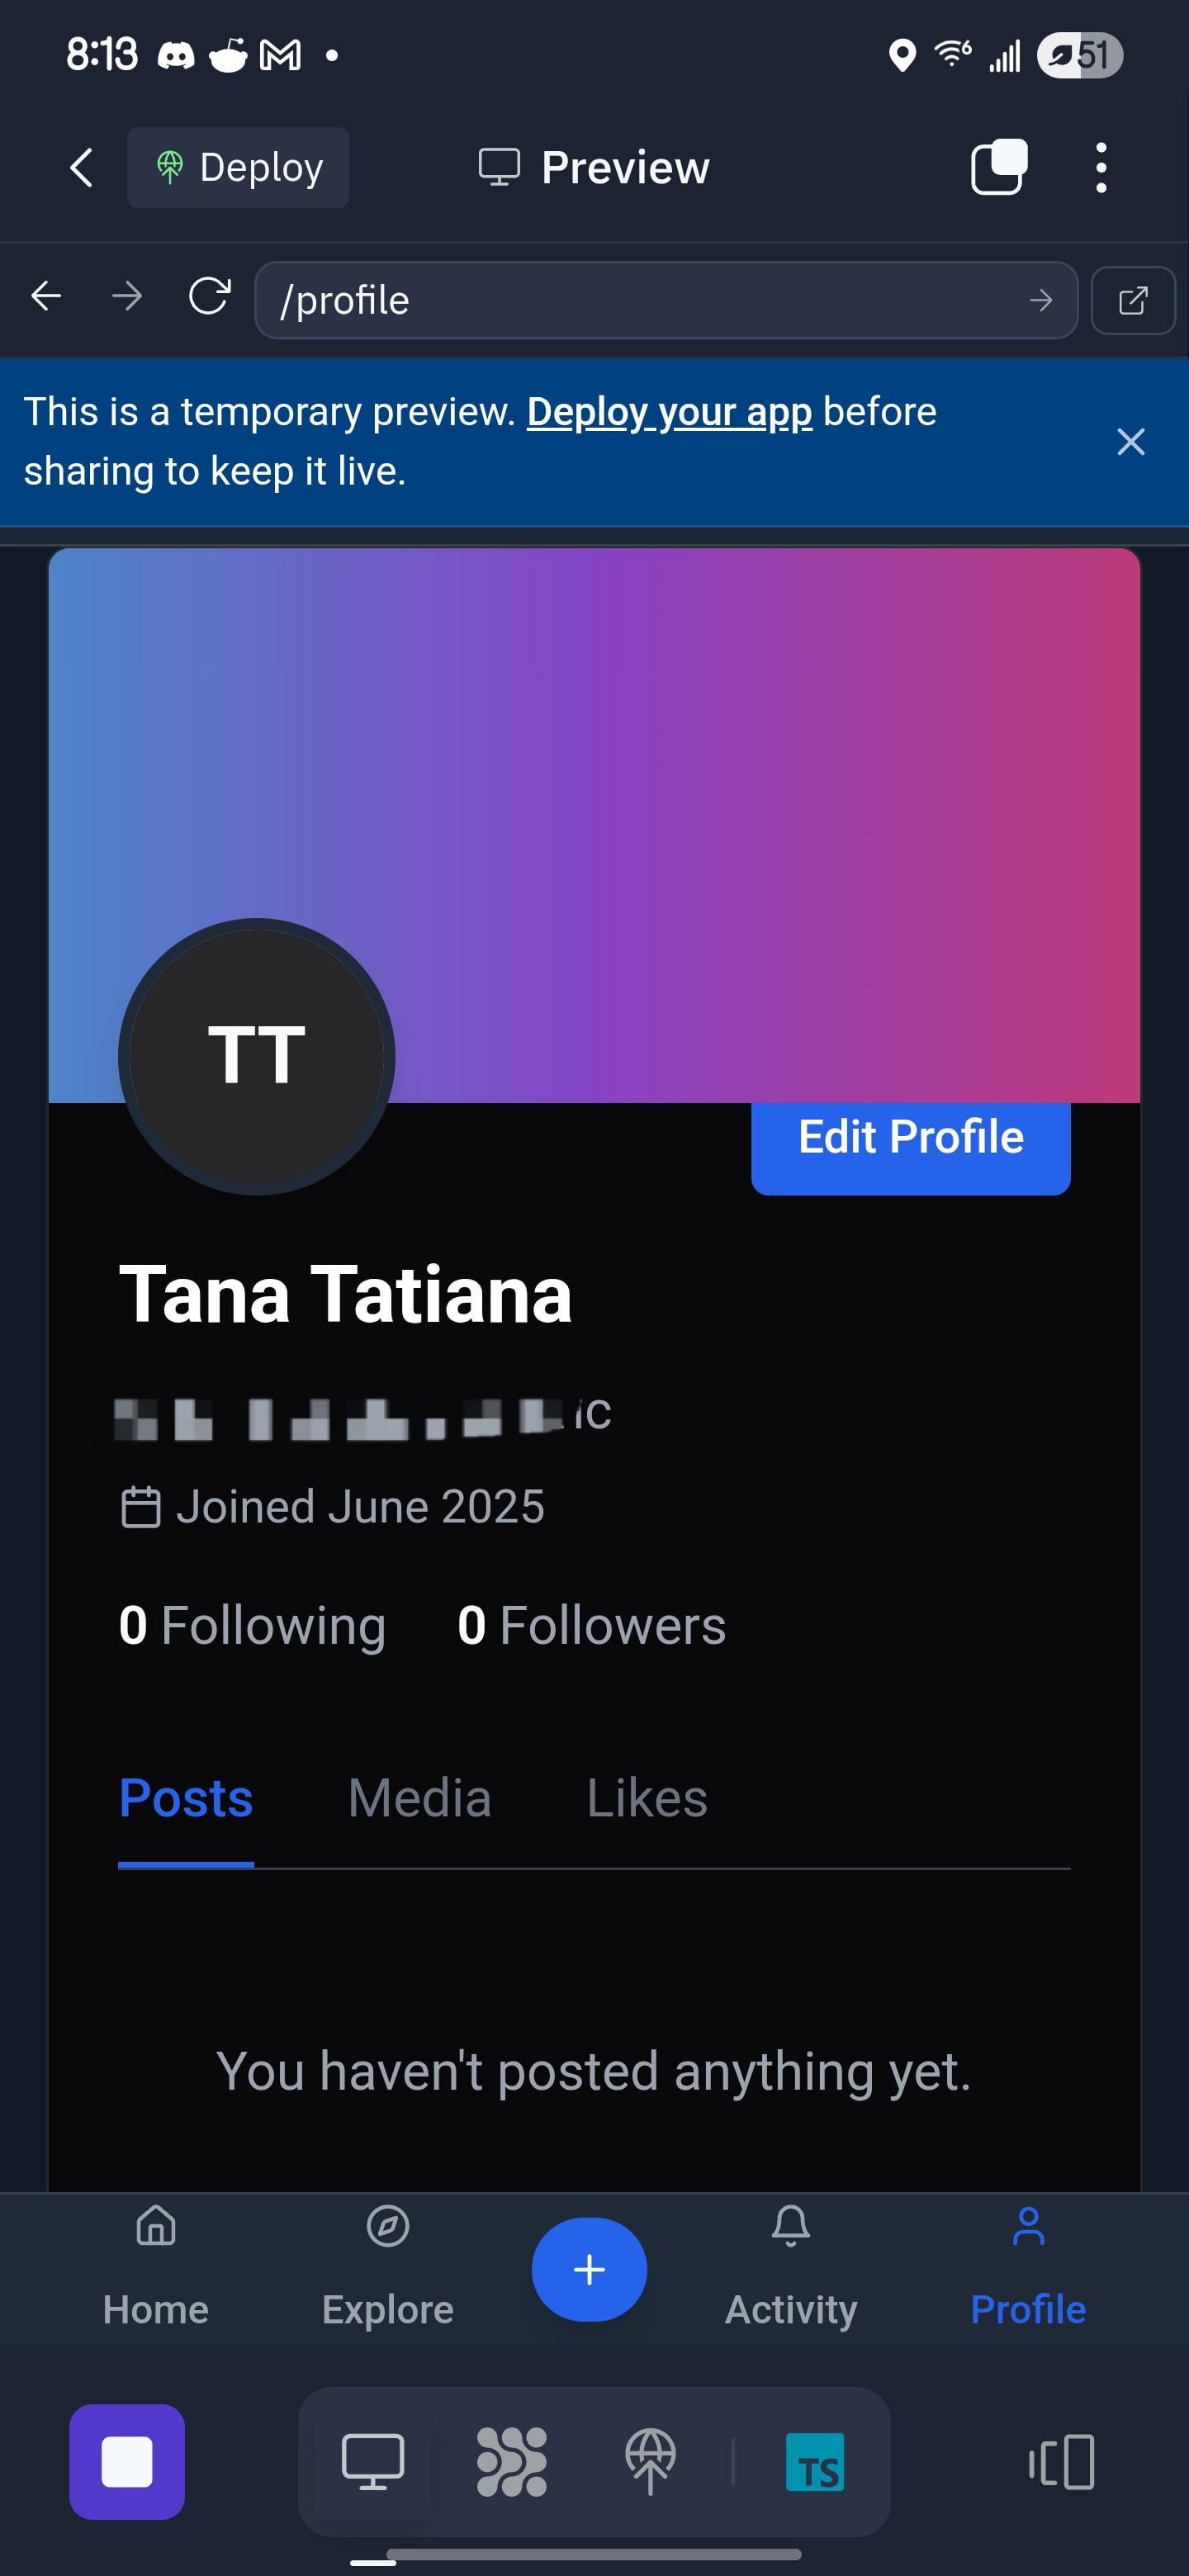 8:13
51
Deploy
Preview
/profile
This is a temporary preview. Deploy your app before
sharing to keep it live.
TT
Edit Profile
Tana Tatiana
Joined June 2025
0 Following 0 Followers
Posts Media Likes
You haven't posted anything yet.
Home Explore Activity Profile
TS